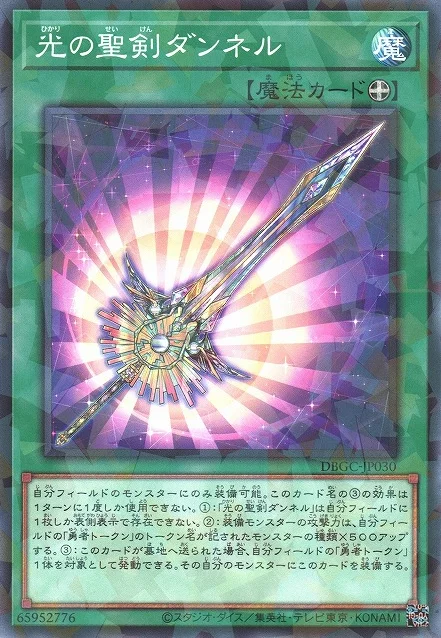 光の聖剣ダンネル
魔
【魔法カード】
DBGC-JP030
自分フィールドのモンスターにのみ装備可能。このカード名の③の効果は
1ターンに1度しか使用できない。①:「光の聖剣ダンネル」は自分フィールドに
1枚しか表側表示で存在できない。②:装備モンスターの攻撃力は、自分フィー
ルドの「勇者トークン」のトークン名が記されたモンスターの種類×500アップ
する。③:このカードが墓地へ送られた場合、自分フィールドの「勇者トークン」
1体を対象として発動できる。その自分のモンスターにこのカードを装備する。
65952776
©スタジオ・ダイス/集英社・テレビ東京・KONAMI